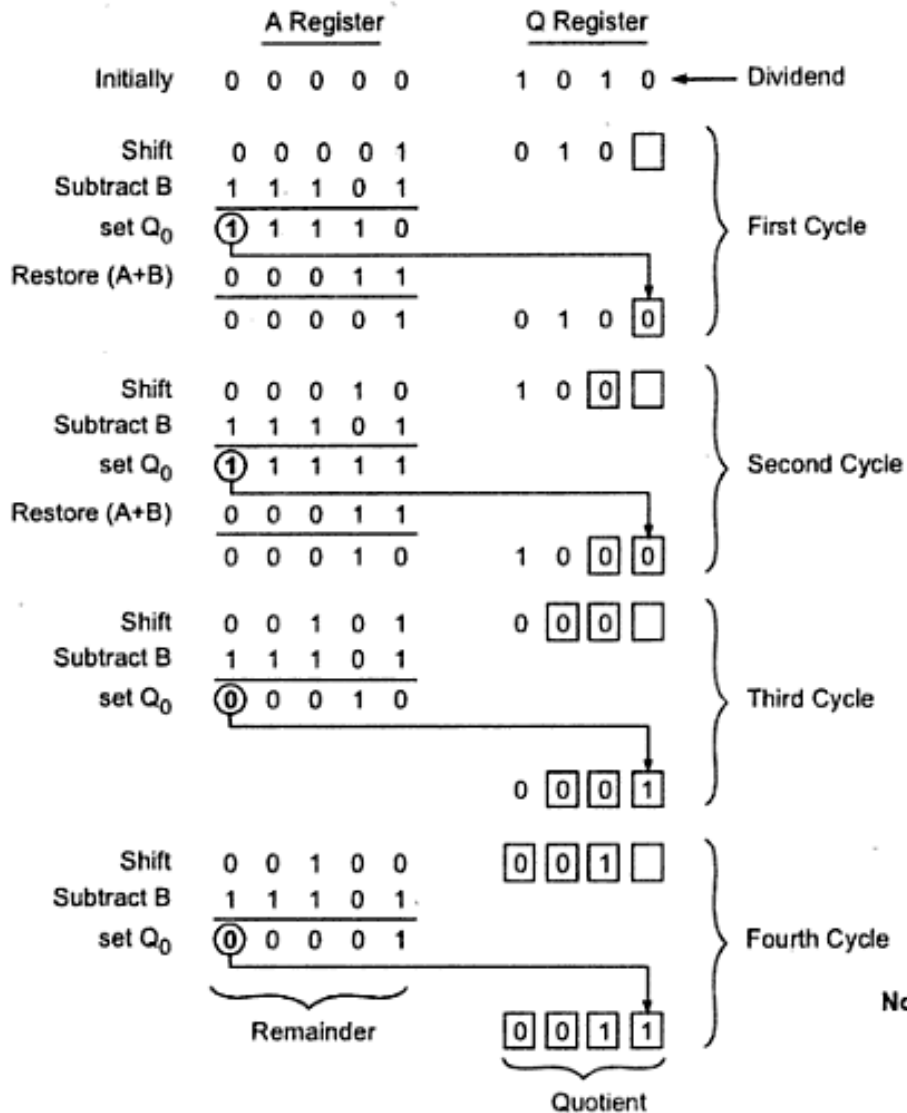 A Register Q Register
Initially 0 0 0 0 0 1 0 1 0 Dividend
Shift 0 0 0 0 1 0 1 0
Subtract B 1 1 1 0 1
set Q0 1 1 1 1 0 First Cycle
Restore (A+B) 0 0 0 1 1
0 0 0 0 1 0 1 0 0
Shift 0 0 0 1 0 1 0 0
Subtract B 1 1 1 0 1
set Q0 1 1 1 1 1 Second Cycle
Restore (A+B) 0 0 0 1 1
0 0 0 1 0 1 0 0 0
Shift 0 0 1 0 1 0 0 0
Subtract B 1 1 1 0 1
set Q0 0 0 0 1 0 Third Cycle
0 0 0 1
Shift 0 0 1 0 0 0 0 1
Subtract B 1 1 1 0 1
set Q0 0 0 0 0 1 Fourth Cycle
No
Remainder 0 0 1 1
Quotient